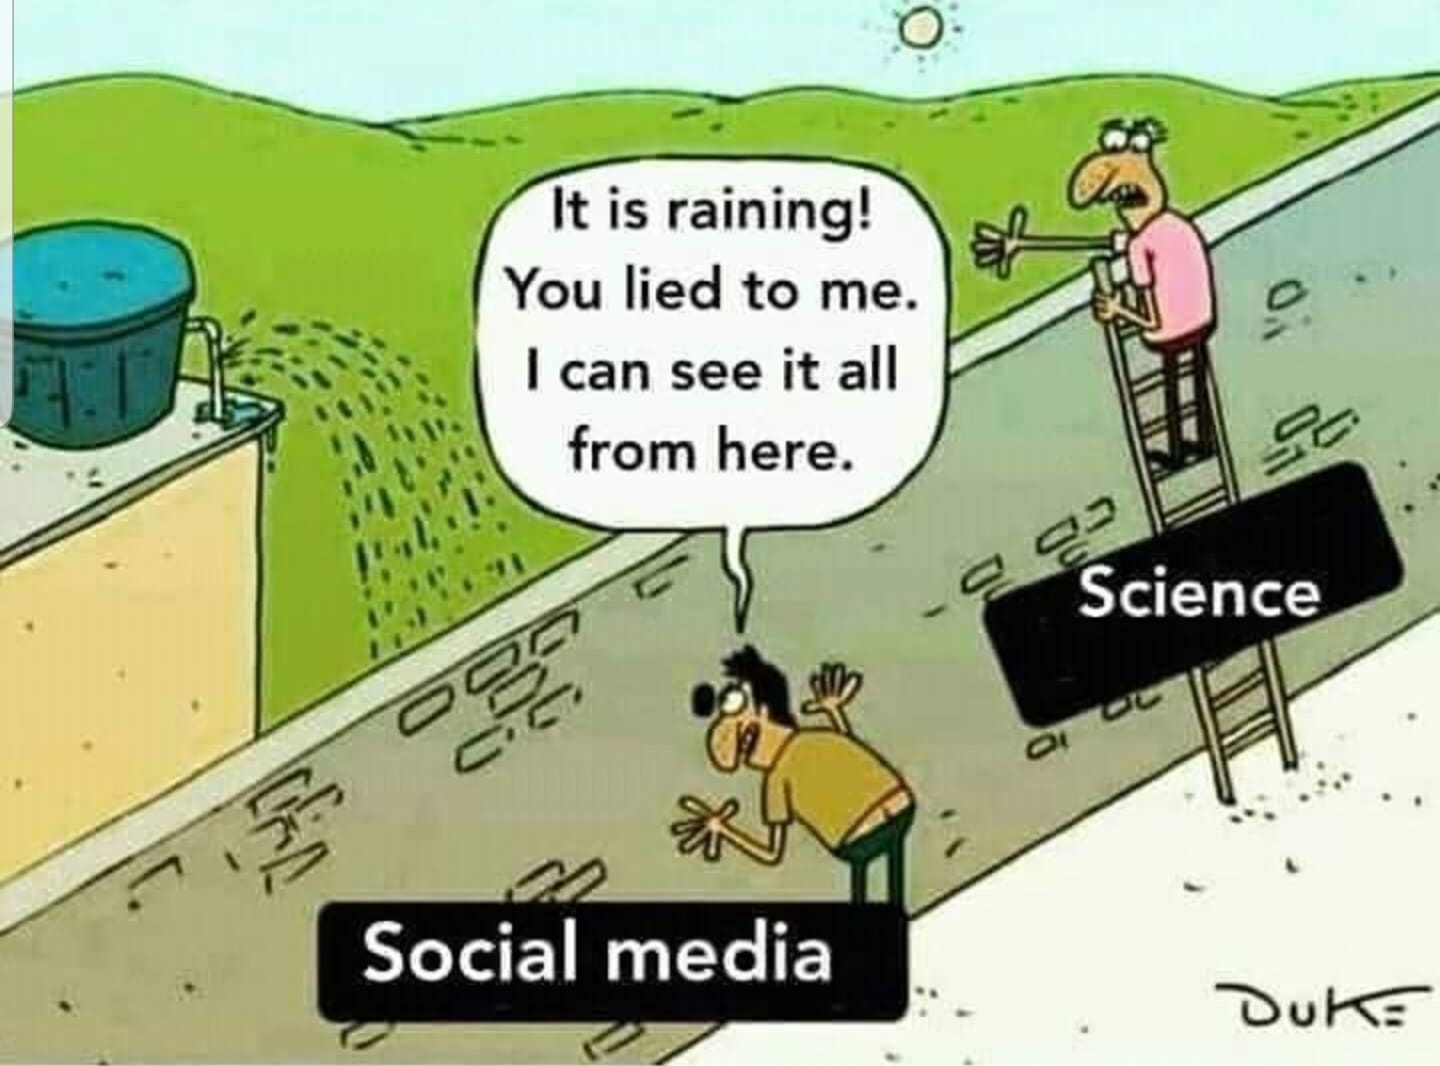 It is raining!
You lied to me.
I can see it all
from here.
Science
Social media
DUKE